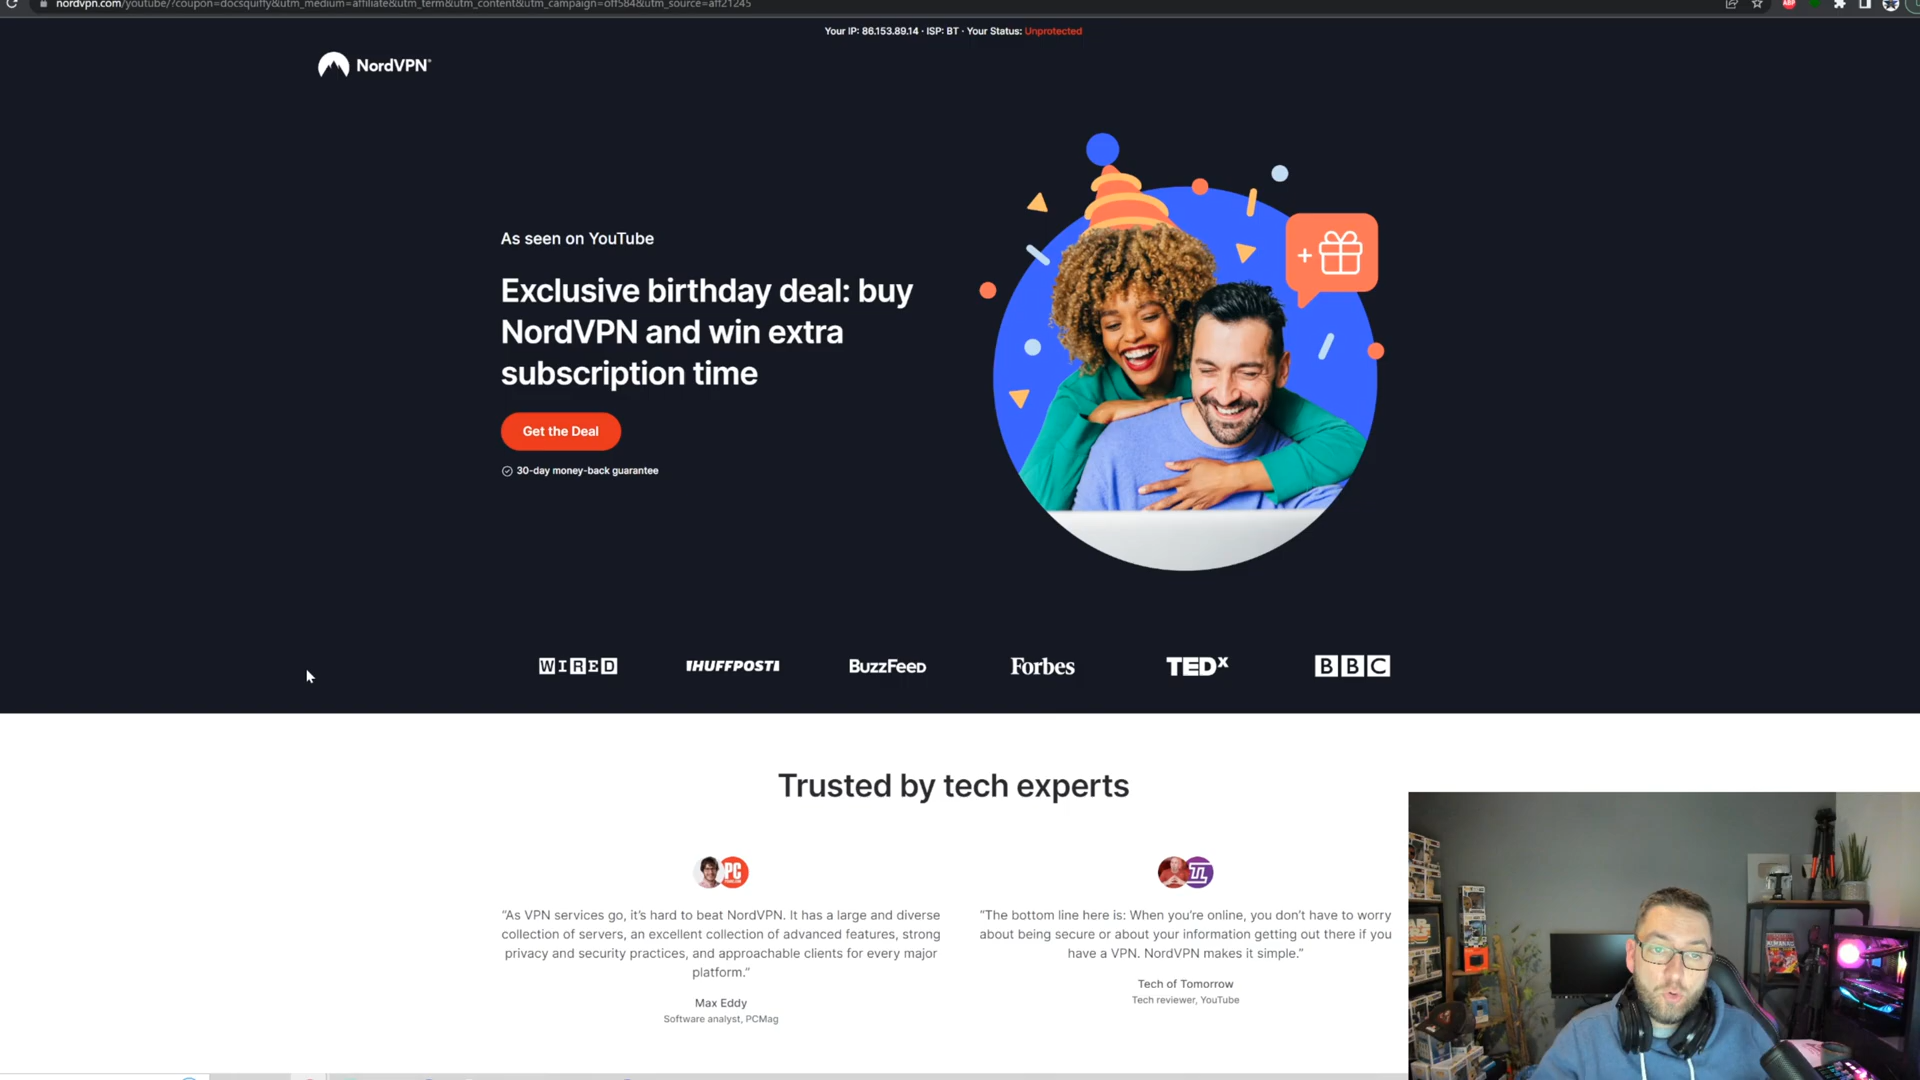 nordvpn.com/youtube/?coupon=docsquiffy&utm_medium=affiliate&utm_term&utm_content&utm_campaign=off584&utm_source=aff21245
ABP
Your IP: 86.153.89.14 · ISP: BT · Your Status: Unprotected
NordVPN®
As seen on YouTube
Exclusive birthday deal: buy
NordVPN and win extra
subscription time
Get the Deal
30-day money-back guarantee
WIRED
HUFFPOST
BuzzFeed
Forbes
TEDx
BBC
Trusted by tech experts
PC
“As VPN services go, it’s hard to beat NordVPN. It has a large and diverse
collection of servers, an excellent collection of advanced features, strong
privacy and security practices, and approachable clients for every major
platform.”
Max Eddy
Software analyst, PCMag
“The bottom line here is: When you’re online, you don’t have to worry
about being secure or about your information getting out there if you
have a VPN. NordVPN makes it simple.”
Tech of Tomorrow
Tech reviewer, YouTube